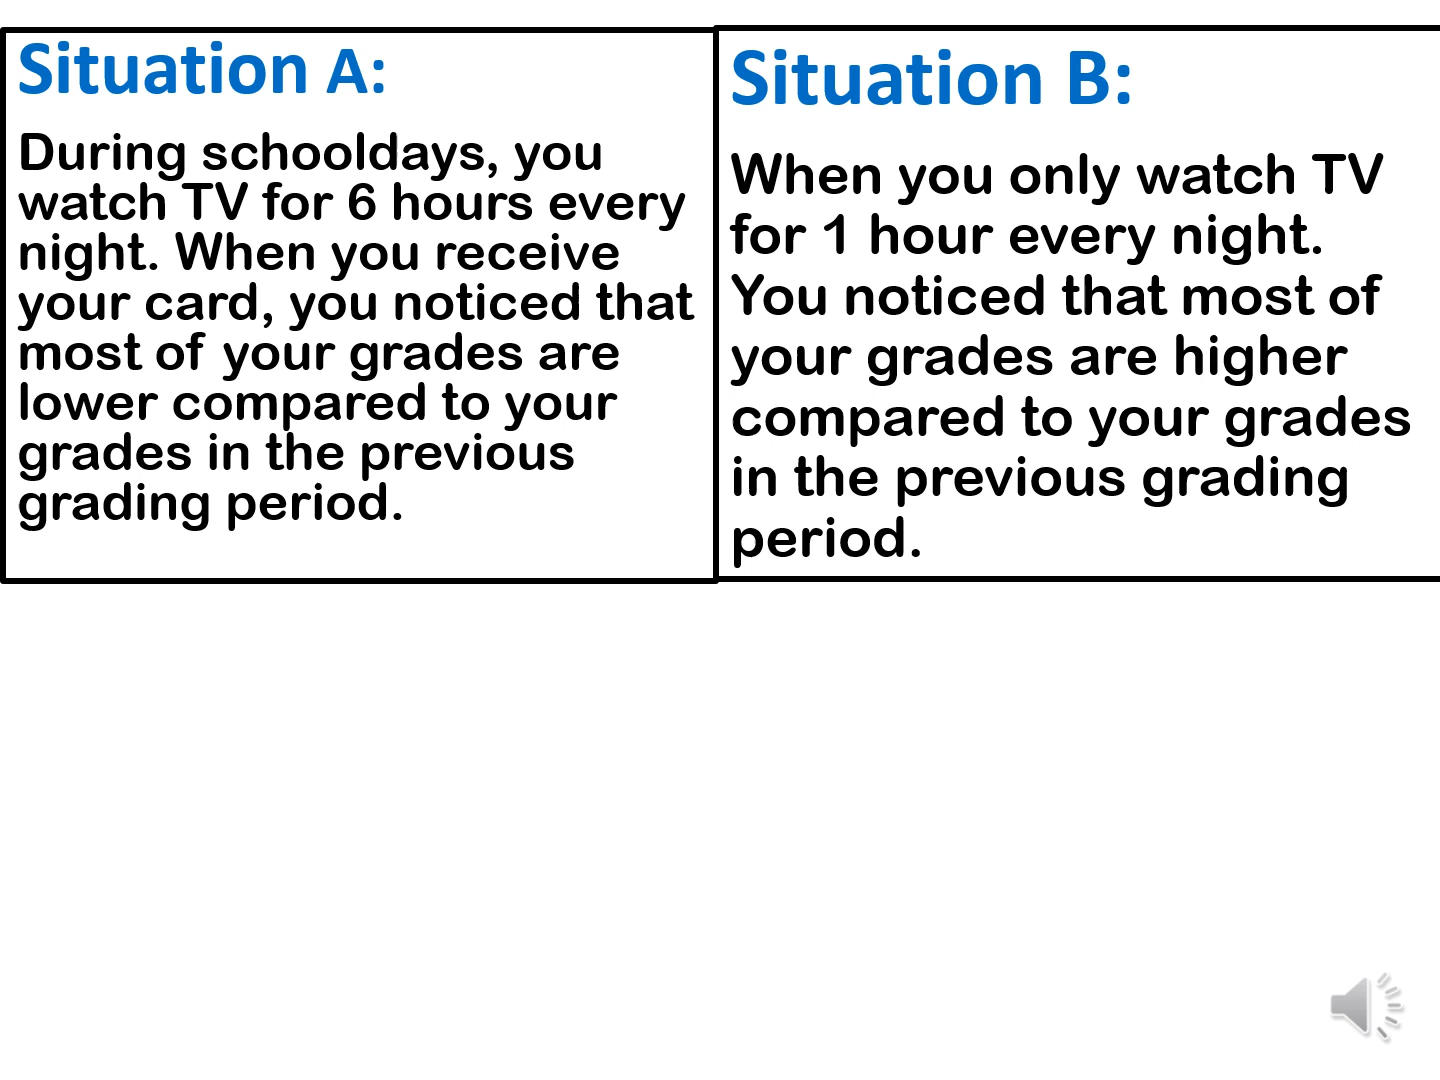 Situation A:
During schooldays, you
watch TV for 6 hours every
night. When you receive
your card, you noticed that
most of your grades are
lower compared to your
grades in the previous
grading period.
Situation B:
When you only watch TV
for 1 hour every night.
You noticed that most of
your grades are higher
compared to your grades
in the previous grading
period.